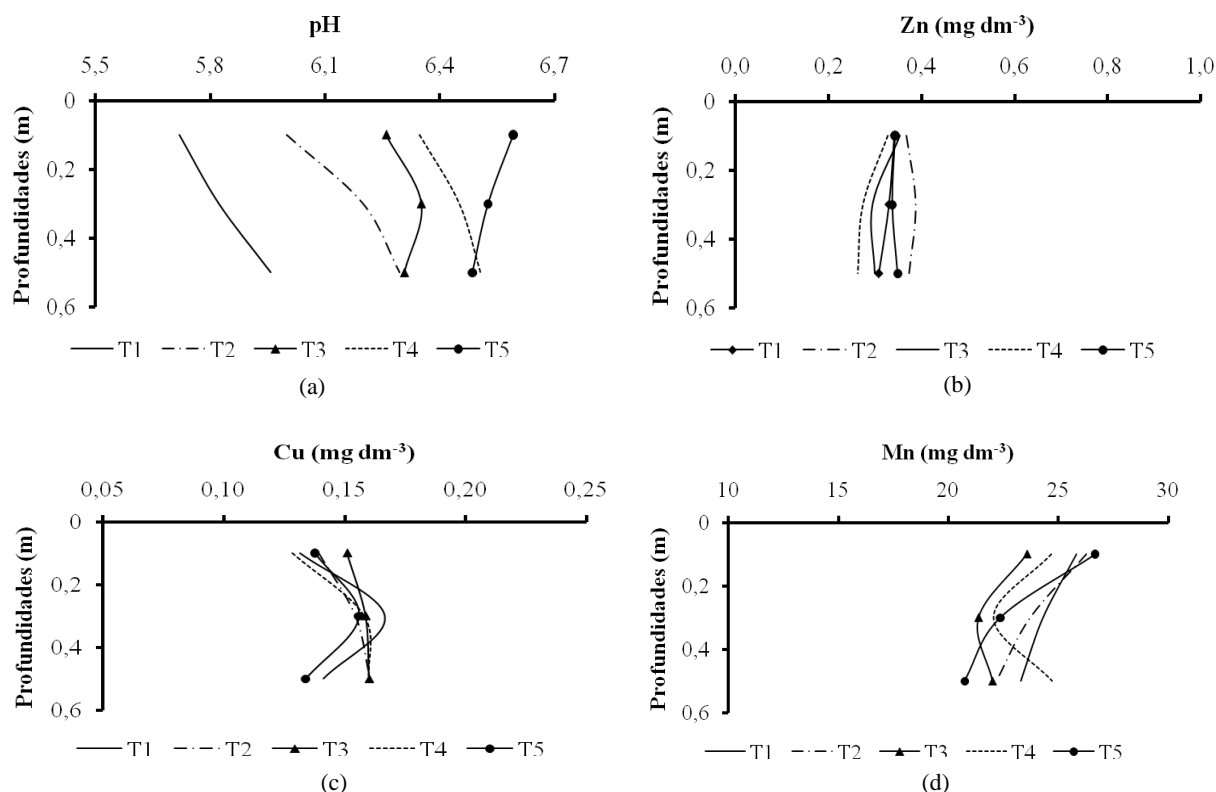 pH
5,5 5,8 6,1 6,4 6,7
Profundidades (m)
0
0,2
0,4
0,6
T1 T2 T3 T4 T5
(a)
Zn (mg dm-3)
0,0 0,2 0,4 0,6 0,8 1,0
Profundidades (m)
0
0,2
0,4
0,6
T1 T2 T3 T4 T5
(b)
Cu (mg dm-3)
0,05 0,10 0,15 0,20 0,25
Profundidades (m)
0
0,2
0,4
0,6
T1 T2 T3 T4 T5
(c)
Mn (mg dm-3)
10 15 20 25 30
Profundidades (m)
0
0,2
0,4
0,6
T1 T2 T3 T4 T5
(d)